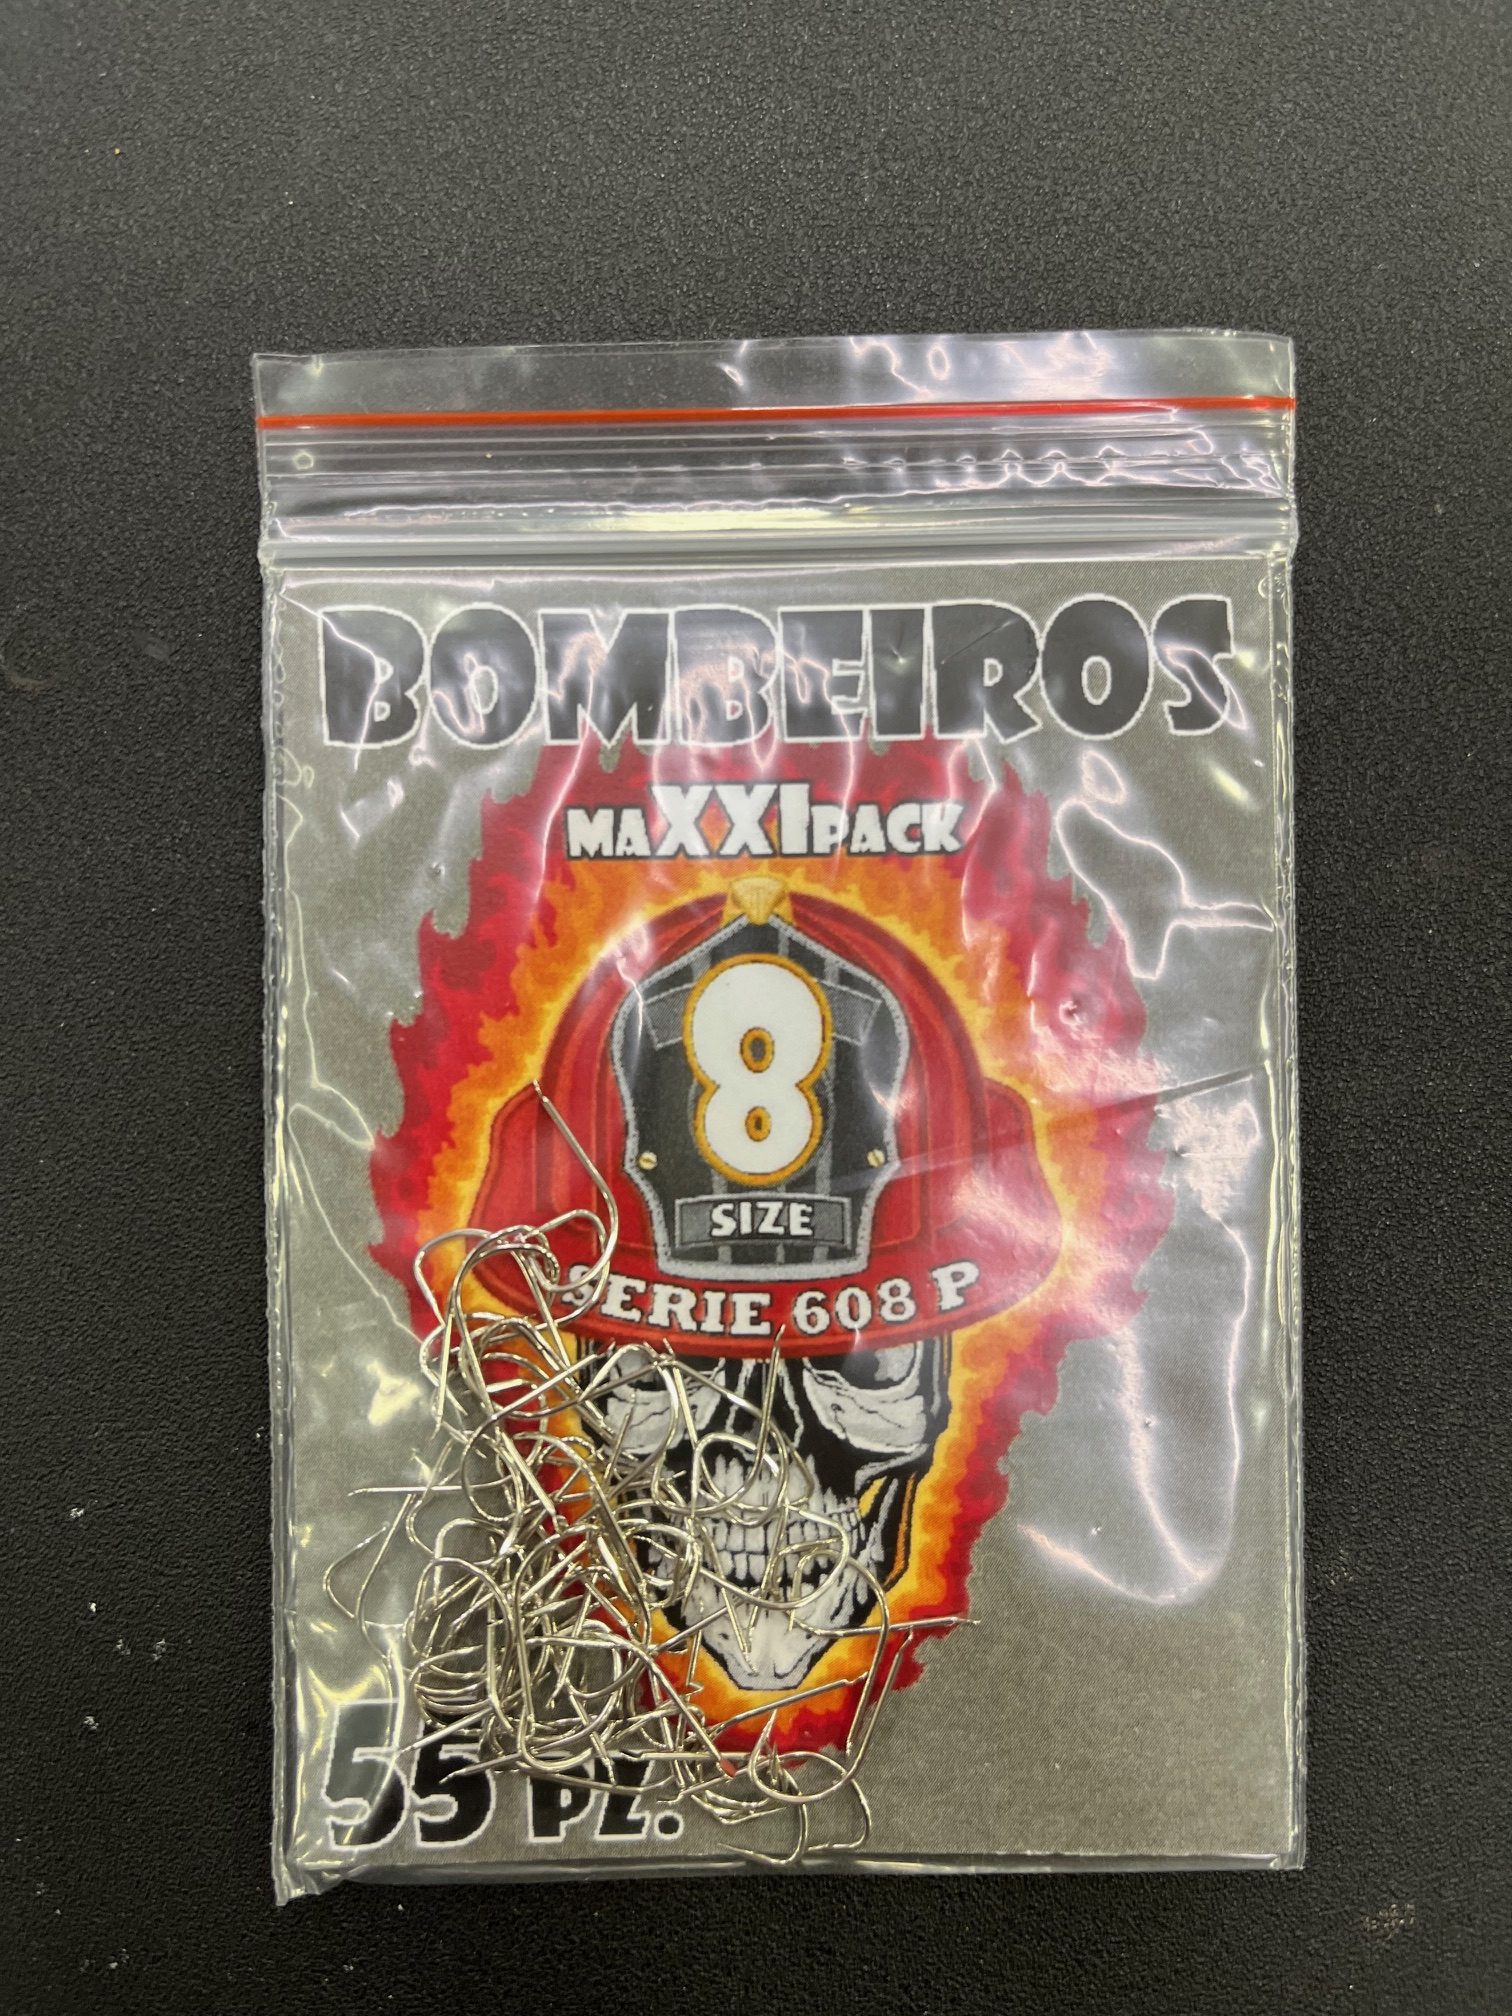 BOMBEIROS
MAXXIPACK
8
SIZE
SERIE 608 P
55 PZ.